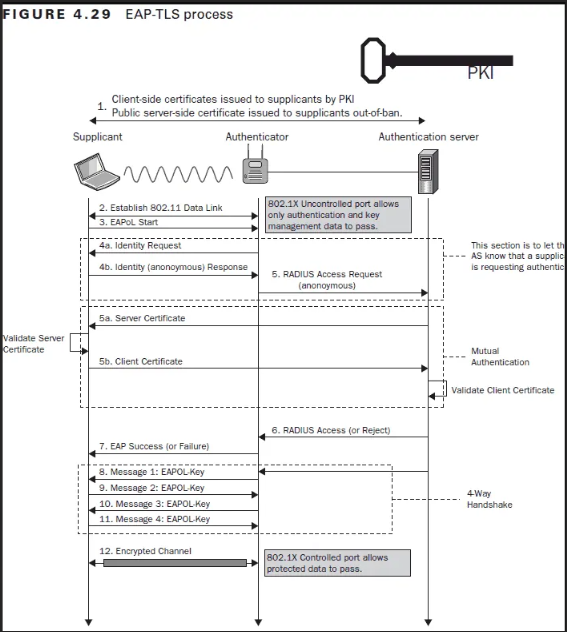 FIGURE 4.29 EAP-TLS process
PKI
1. Client-side certificates issued to supplicants by PKI
Public server-side certificate issued to supplicants out-of-ban.
Supplicant
Authenticator
Authentication server
2. Establish 802.11 Data Link
3. EAPoL Start
802.1X Uncontrolled port allows
only authentication and key
management data to pass.
4a. Identity Request
4b. Identity (anonoymous) Response
5. RADIUS Access Request
(anonymous)
This section is to let th
AS know that a supplic
is requesting authentic
5a. Server Certificate
Validate Server
Certificate
5b. Client Certificate
Mutual
Authentication
Validate Client Certificate
6. RADIUS Access (or Reject)
7. EAP Success (or Failure)
8. Message 1: EAPOL-Key
9. Message 2: EAPOL-Key
10. Message 3: EAPOL-Key
11. Message 4: EAPOL-Key
4-Way
Handshake
12. Encrypted Channel
802.1X Controlled port allows
protected data to pass.